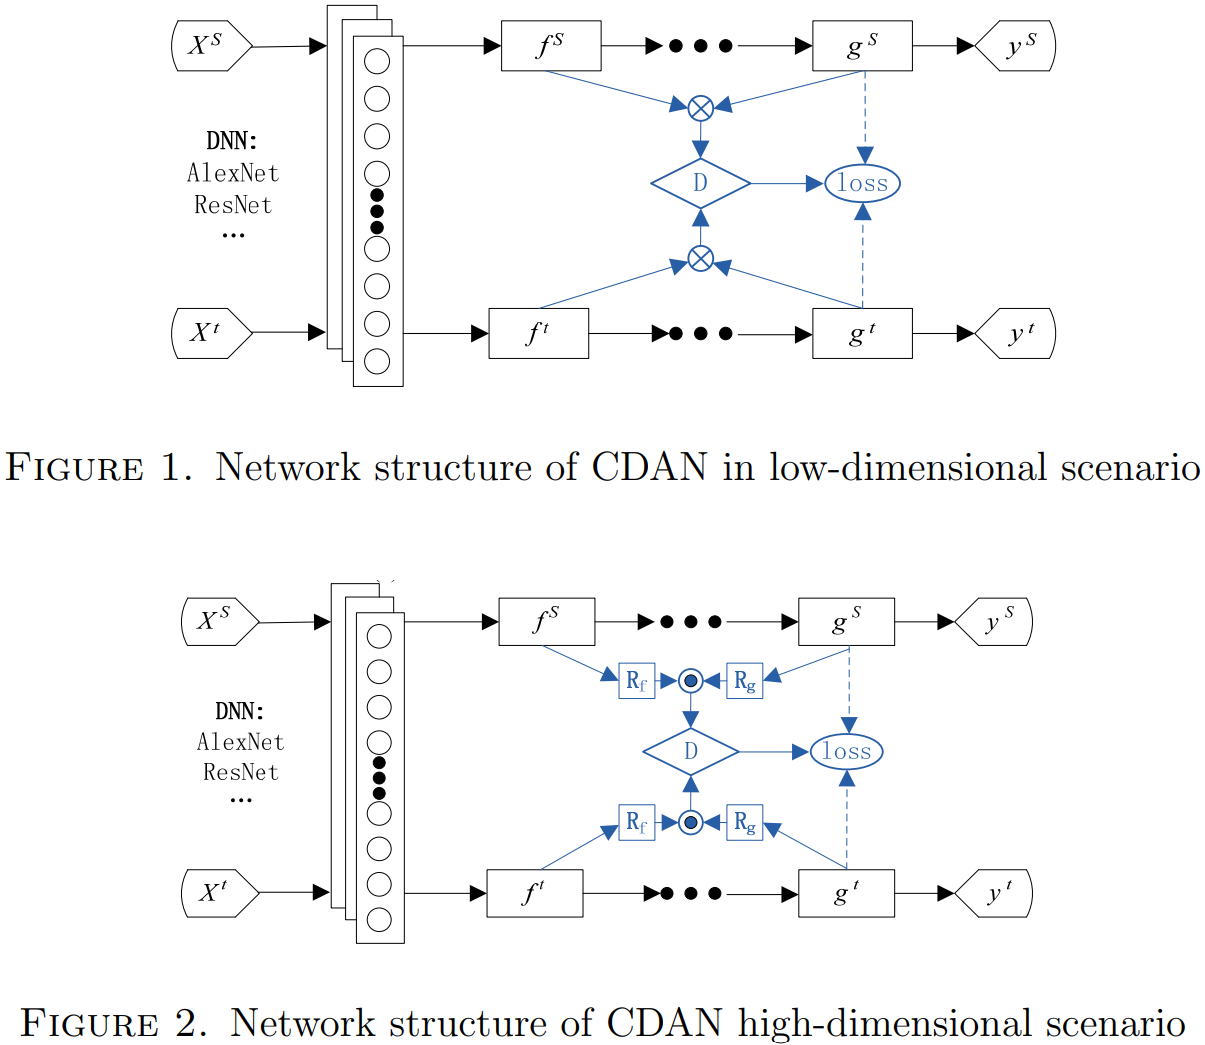 X^S f^S g^S y^S
DNN:
AlexNet
ResNet
...
D loss
X^t f^t g^t y^t
FIGURE 1. Network structure of CDAN in low-dimensional scenario
X^S f^S g^S y^S
R_f R_g
DNN:
AlexNet
ResNet
...
D loss
R_f R_g
X^t f^t g^t y^t
FIGURE 2. Network structure of CDAN high-dimensional scenario